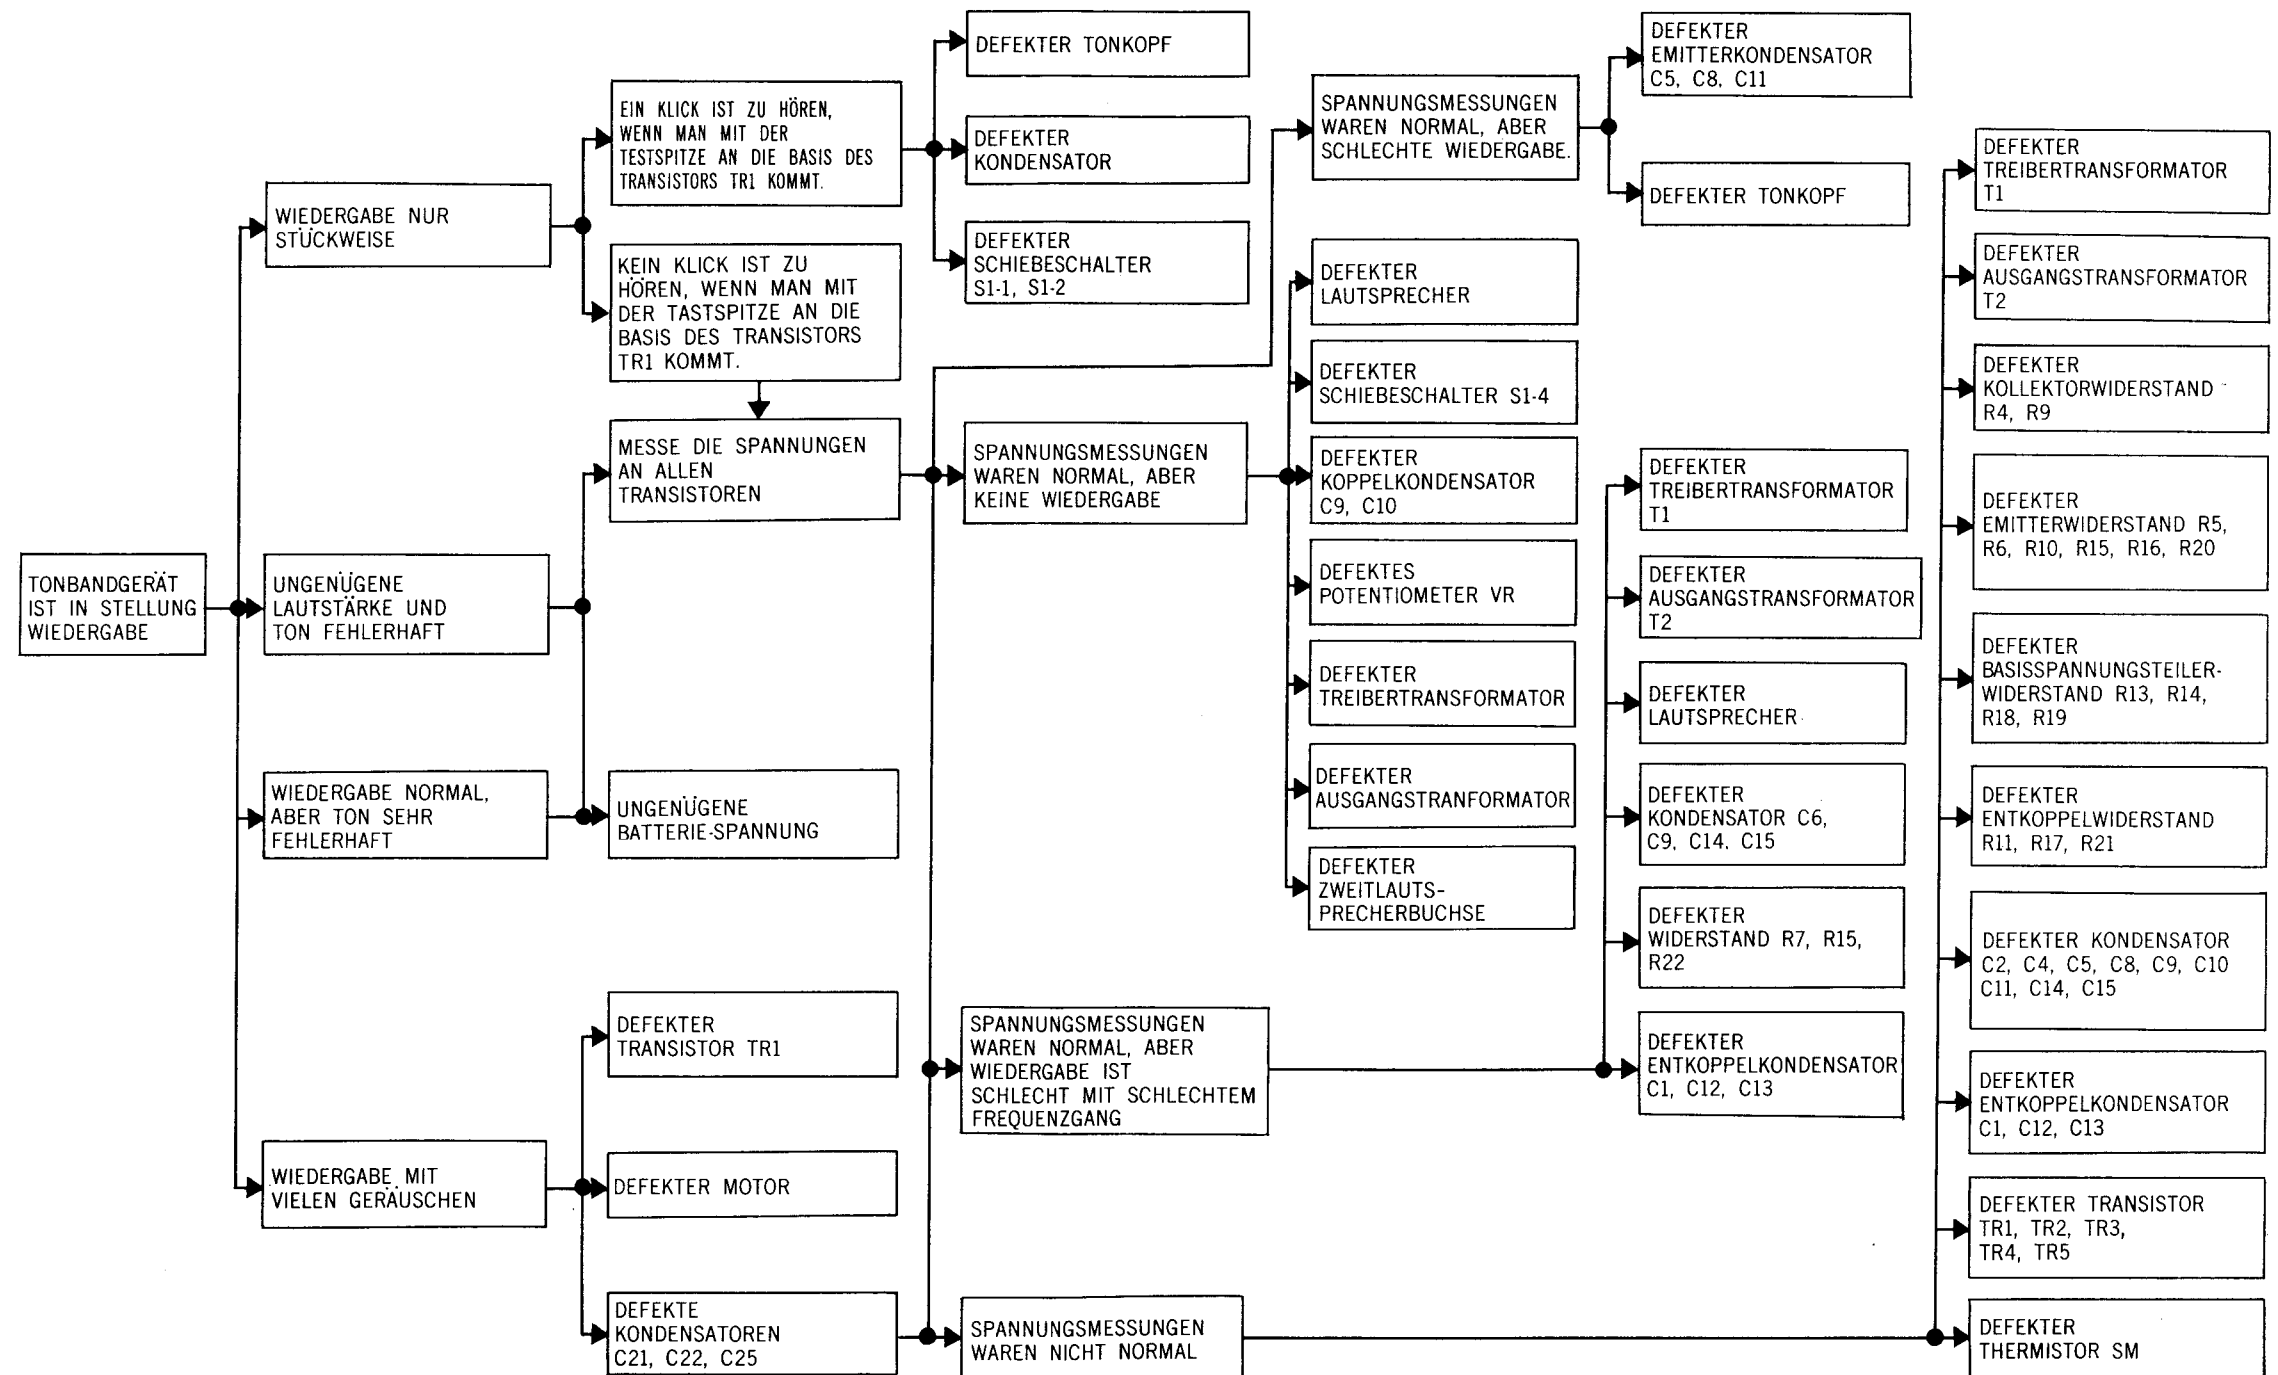 TONBANDGERÄT
IST IN STELLUNG
WIEDERGABE
WIEDERGABE NUR
STÜCKWEISE
UNGENÜGENE
LAUTSTÄRKE UND
TON FEHLERHAFT
WIEDERGABE NORMAL,
ABER TON SEHR
FEHLERHAFT
WIEDERGABE MIT
VIELEN GERÄUSCHEN
EIN KLICK IST ZU HÖREN,
WENN MAN MIT DER
TESTSPITZE AN DIE BASIS DES
TRANSISTORS TR1 KOMMT.
KEIN KLICK IST ZU
HÖREN, WENN MAN MIT
DER TASTSPITZE AN DIE
BASIS DES TRANSISTORS
TR1 KOMMT.
MESSE DIE SPANNUNGEN
AN ALLEN
TRANSISTOREN
UNGENÜGENE
BATTERIE-SPANNUNG
DEFEKTER
TRANSISTOR TR1
DEFEKTER MOTOR
DEFEKTE
KONDENSATOREN
C21, C22, C25
DEFEKTER TONKOPF
DEFEKTER
KONDENSATOR
DEFEKTER
SCHIEBESCHALTER
S1-1, S1-2
SPANNUNGSMESSUNGEN
WAREN NORMAL, ABER
KEINE WIEDERGABE
SPANNUNGSMESSUNGEN
WAREN NORMAL, ABER
WIEDERGABE IST
SCHLECHT MIT SCHLECHTEM
FREQUENZGANG
SPANNUNGSMESSUNGEN
WAREN NICHT NORMAL
SPANNUNGSMESSUNGEN
WAREN NORMAL, ABER
SCHLECHTE WIEDERGABE.
DEFEKTER
LAUTSPRECHER
DEFEKTER
SCHIEBESCHALTER S1-4
DEFEKTER
KOPPELKONDENSATOR
C9, C10
DEFEKTES
POTENTIOMETER VR
DEFEKTER
TREIBERTRANSFORMATOR
DEFEKTER
AUSGANGSTRANFORMATOR
DEFEKTER
ZWEITLAUTS-
PRECHERBUCHSE
DEFEKTER
EMITTERKONDENSATOR
C5, C8, C11
DEFEKTER TONKOPF
DEFEKTER
TREIBERTRANSFORMATOR
T1
DEFEKTER
AUSGANGSTRANSFORMATOR
T2
DEFEKTER
LAUTSPRECHER
DEFEKTER
KONDENSATOR C6,
C9, C14, C15
DEFEKTER
WIDERSTAND R7, R15,
R22
DEFEKTER
ENTKOPPELKONDENSATOR
C1, C12, C13
DEFEKTER
TREIBERTRANSFORMATOR
T1
DEFEKTER
AUSGANGSTRANSFORMATOR
T2
DEFEKTER
KOLLEKTORWIDERSTAND
R4, R9
DEFEKTER
EMITTERWIDERSTAND R5,
R6, R10, R15, R16, R20
DEFEKTER
BASISSPANNUNGSTEILER-
WIDERSTAND R13, R14,
R18, R19
DEFEKTER
ENTKOPPELWIDERSTAND
R11, R17, R21
DEFEKTER KONDENSATOR
C2, C4, C5, C8, C9, C10
C11, C14, C15
DEFEKTER
ENTKOPPELKONDENSATOR
C1, C12, C13
DEFEKTER TRANSISTOR
TR1, TR2, TR3,
TR4, TR5
DEFEKTER
THERMISTOR SM